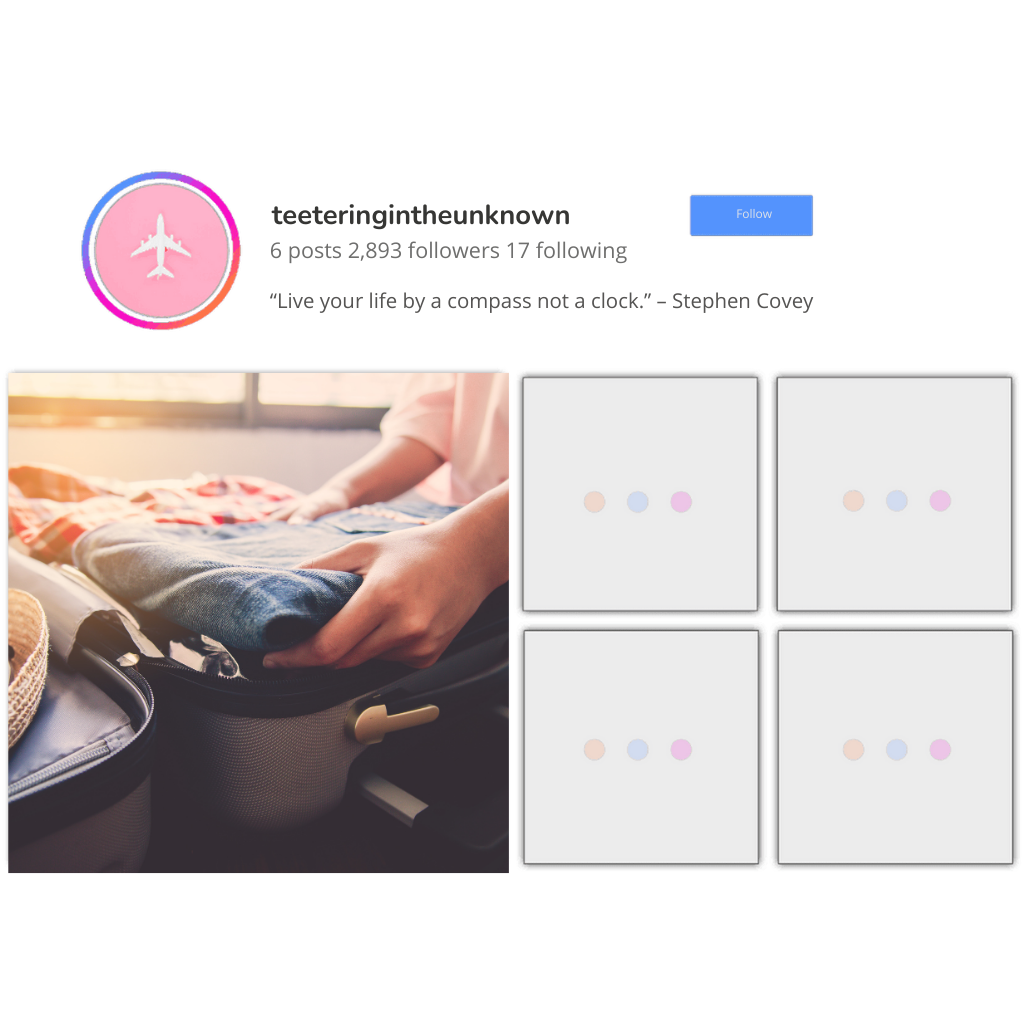 teeteringintheunknown
Follow
6 posts 2,893 followers 17 following
“Live your life by a compass not a clock.” – Stephen Covey